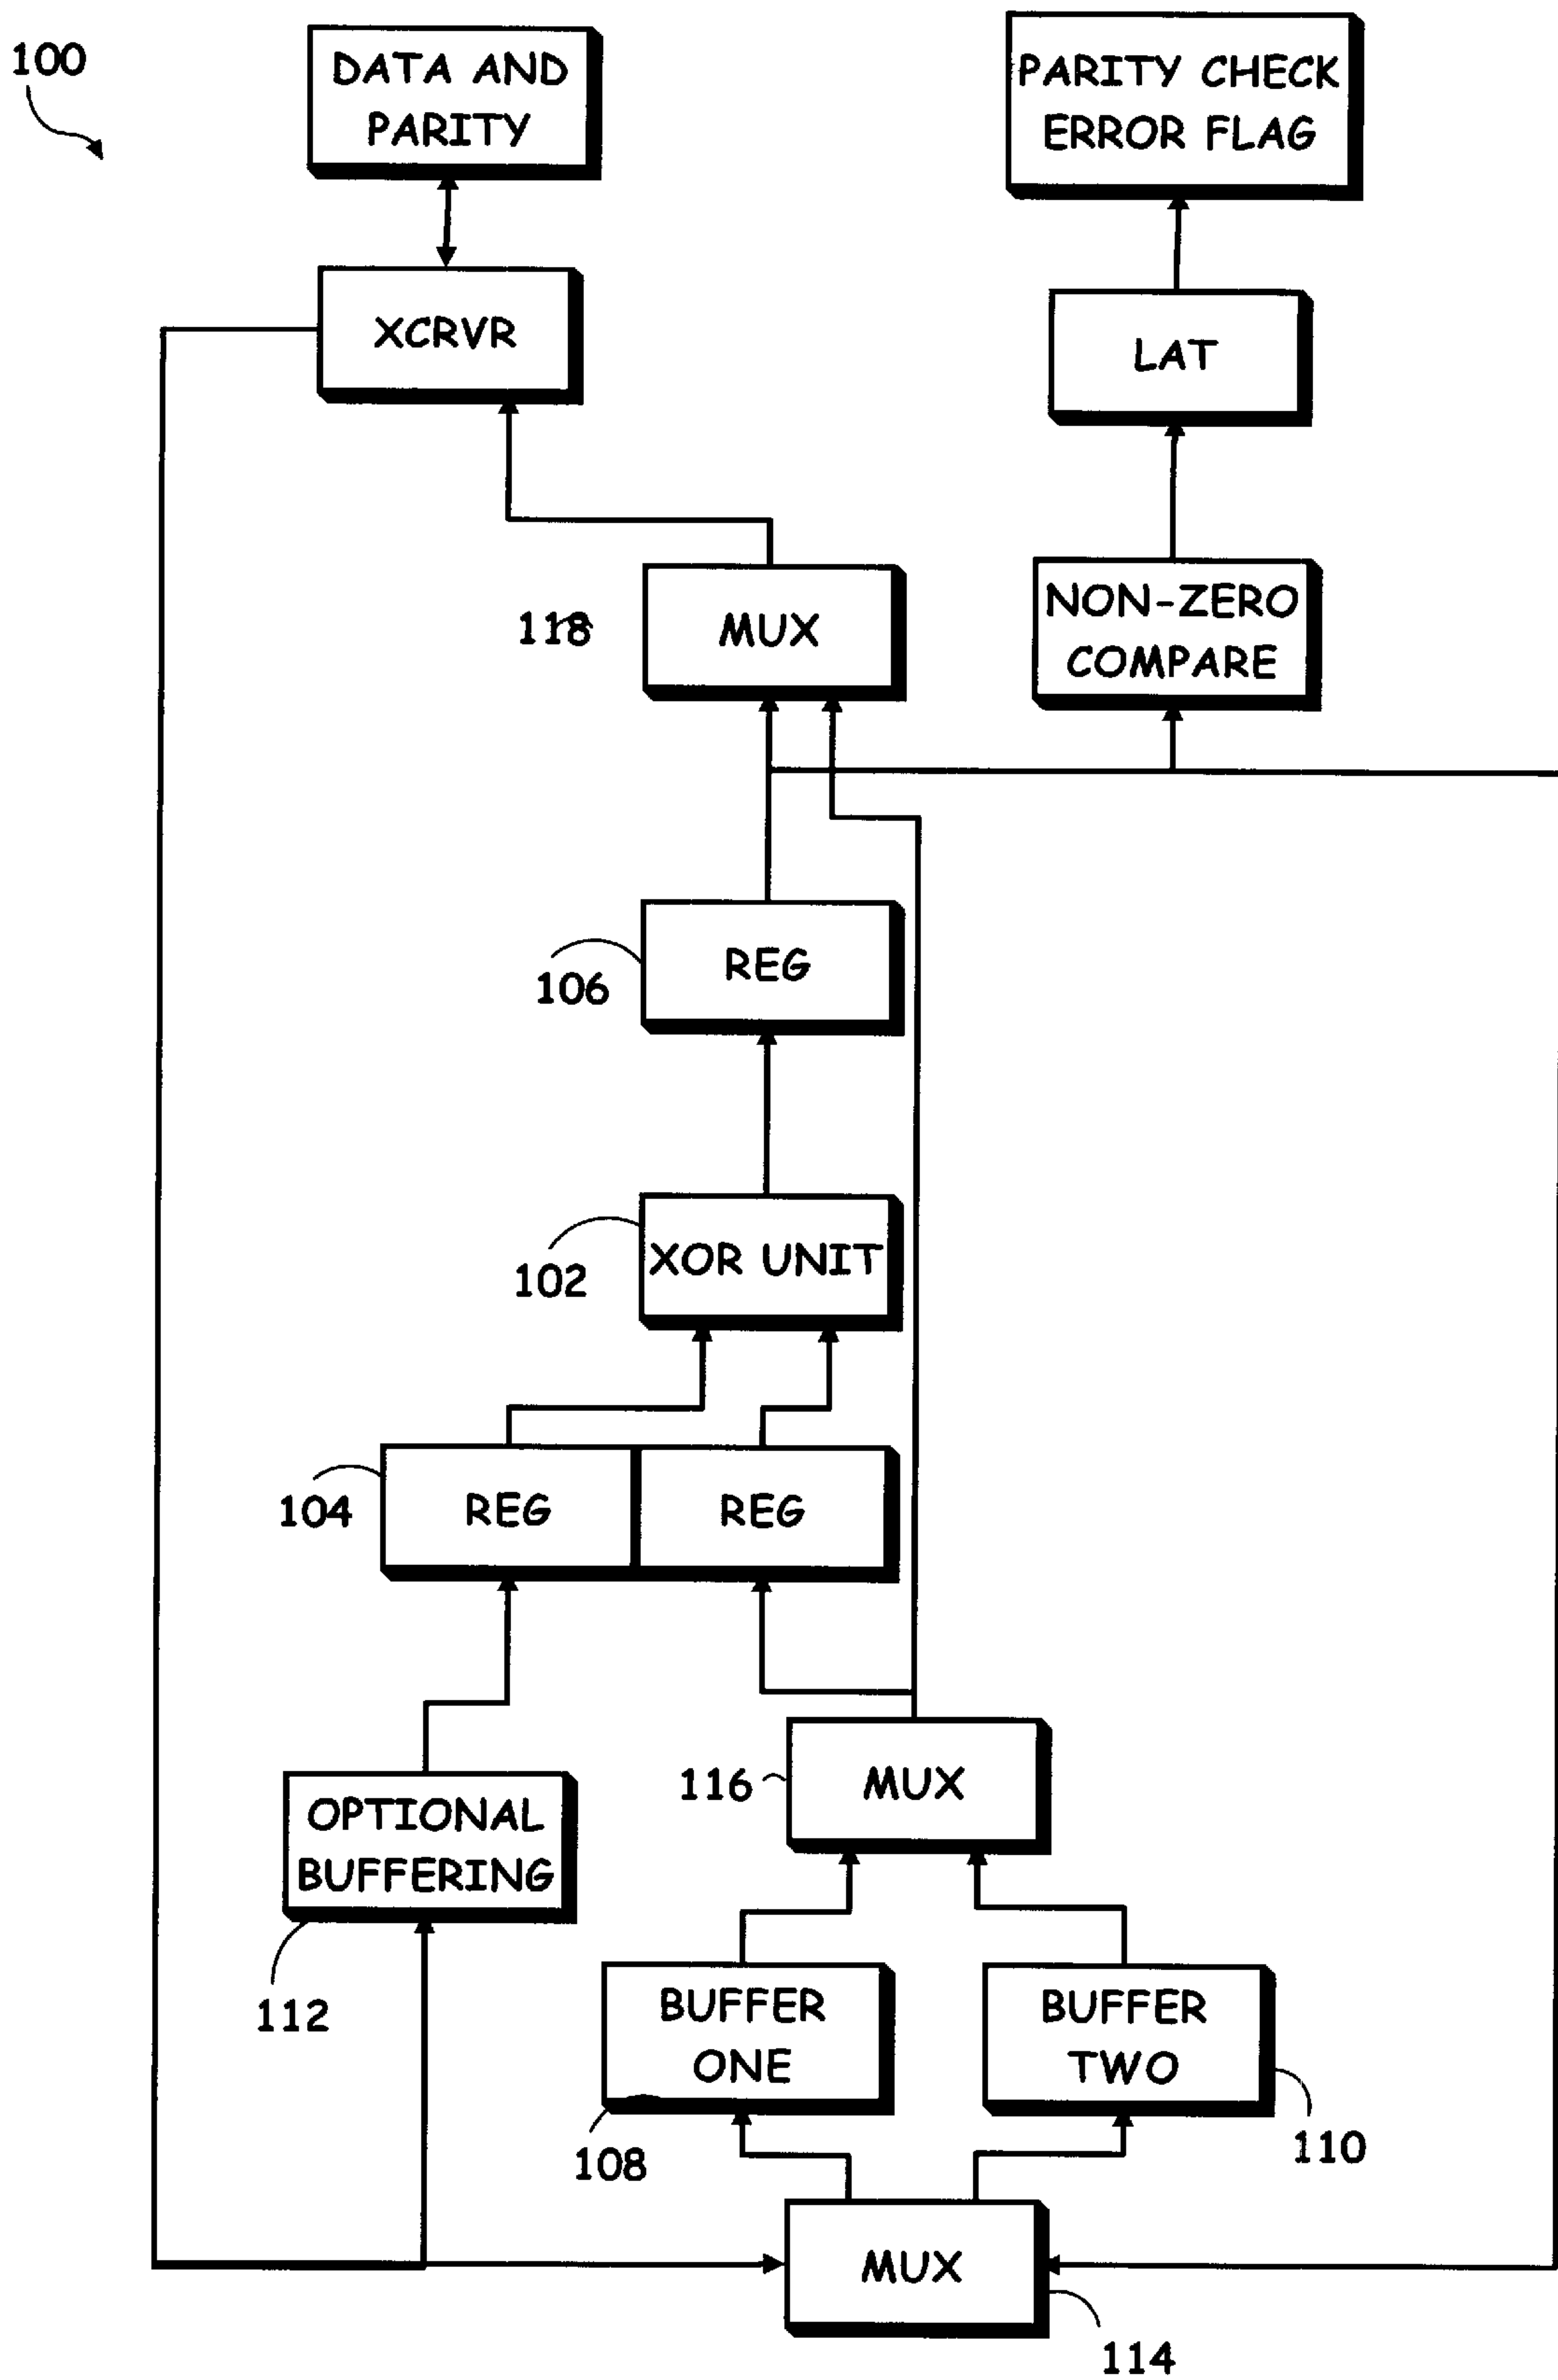 100
DATA AND
PARITY
PARITY CHECK
ERROR FLAG
XCRVR
LAT
118
MUX
NON-ZERO
COMPARE
106
REG
102
XOR UNIT
104
REG
REG
116
MUX
OPTIONAL
BUFFERING
112
BUFFER
ONE
BUFFER
TWO
108
110
MUX
114